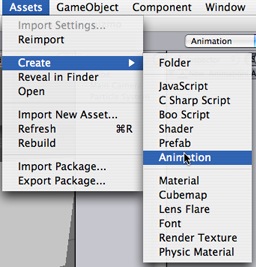 Assets GameObject Component Window
Import Settings...
Reimport
Create
Reveal in Finder
Open
Import New Asset...
Refresh ⌘R
Rebuild
Import Package...
Export Package...
Animation
Folder
JavaScript
C Sharp Script
Boo Script
Shader
Prefab
Animation
Material
Cubemap
Lens Flare
Font
Render Texture
Physic Material